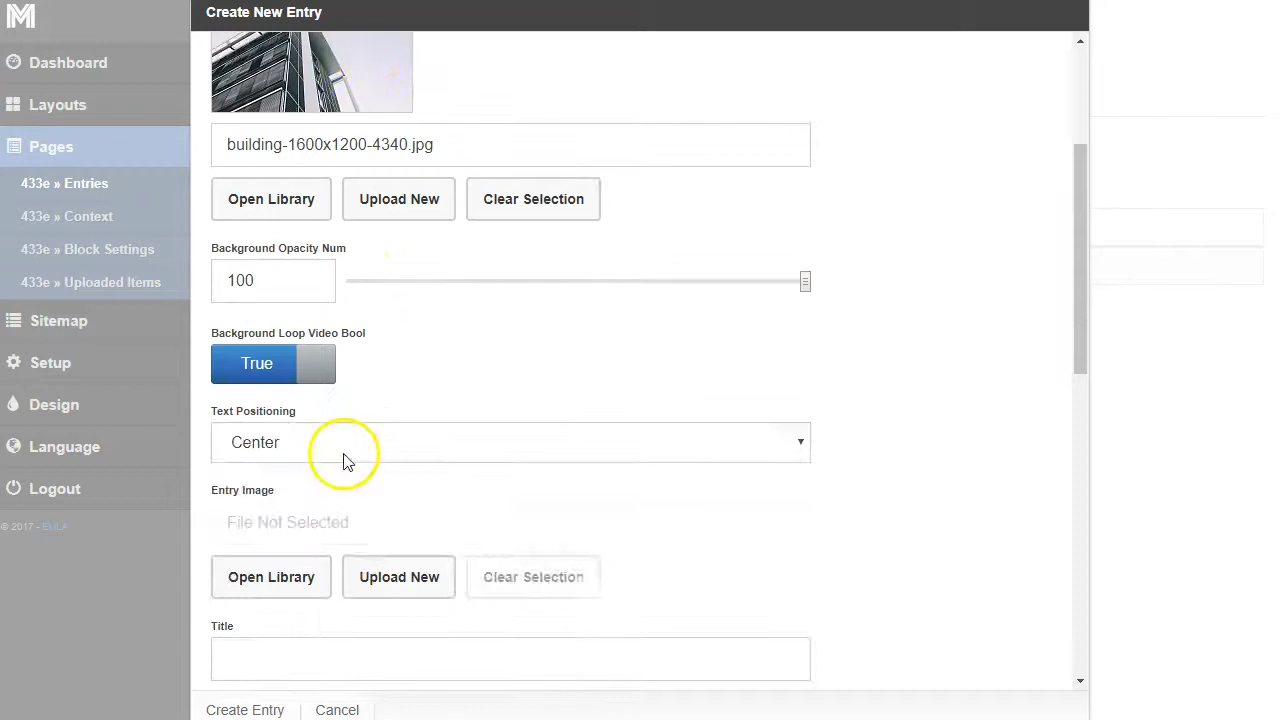 M
Create New Entry
Dashboard
Layouts
Pages
433e » Entries
433e » Context
433e » Block Settings
433e » Uploaded Items
Sitemap
Setup
Design
Language
Logout
© 2017 - EMLA
building-1600x1200-4340.jpg
Open Library
Upload New
Clear Selection
Background Opacity Num
100
Background Loop Video Bool
True
Text Positioning
Center
Entry Image
File Not Selected
Open Library
Upload New
Clear Selection
Title
Create Entry
Cancel